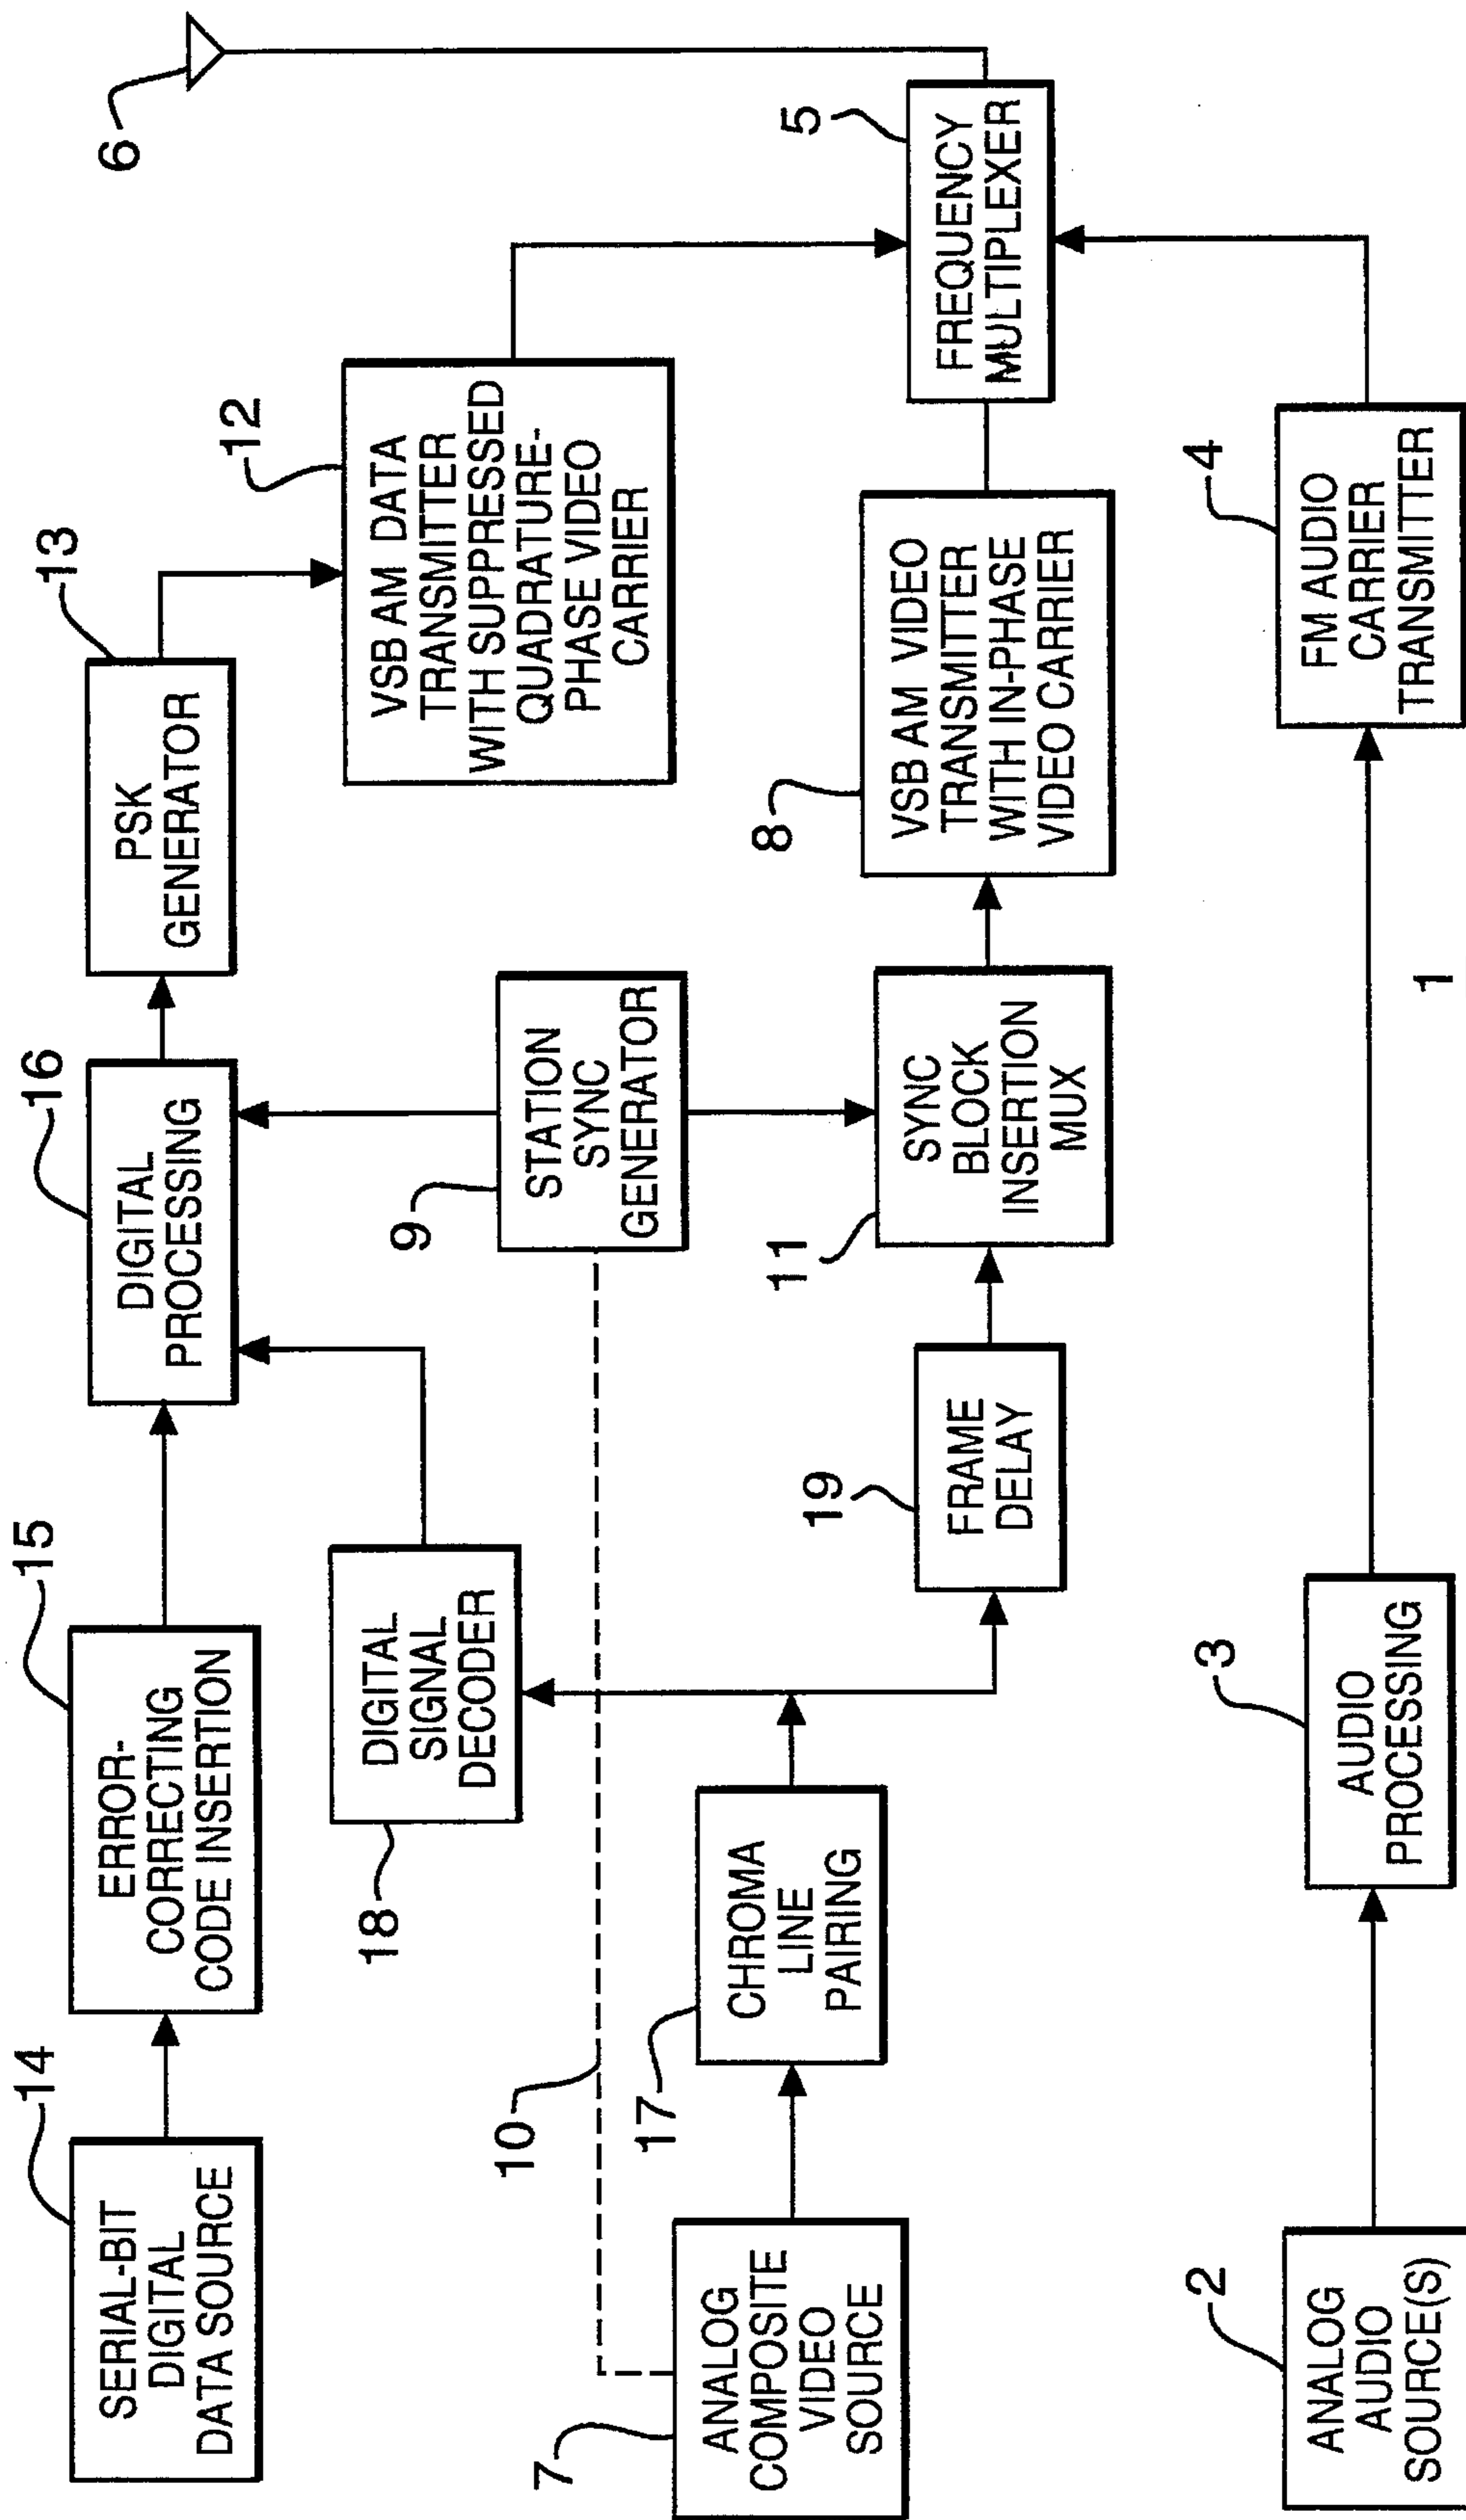 14
SERIAL-BIT
DIGITAL
DATA SOURCE
15
ERROR-
CORRECTING
CODE INSERTION
16
DIGITAL
PROCESSING
13
PSK
GENERATOR
6
18
DIGITAL
SIGNAL
DECODER
12
VSB AM DATA
TRANSMITTER
WITH SUPPRESSED
QUADRATURE-
PHASE VIDEO
CARRIER
10
9
STATION
SYNC
GENERATOR
7
ANALOG
COMPOSITE
VIDEO
SOURCE
17
CHROMA
LINE
PAIRING
19
FRAME
DELAY
11
SYNC
BLOCK
INSERTION
MUX
8
VSB AM VIDEO
TRANSMITTER
WITH IN-PHASE
VIDEO CARRIER
5
FREQUENCY
MULTIPLEXER
2
ANALOG
AUDIO
SOURCE(S)
3
AUDIO
PROCESSING
4
FM AUDIO
CARRIER
TRANSMITTER
1